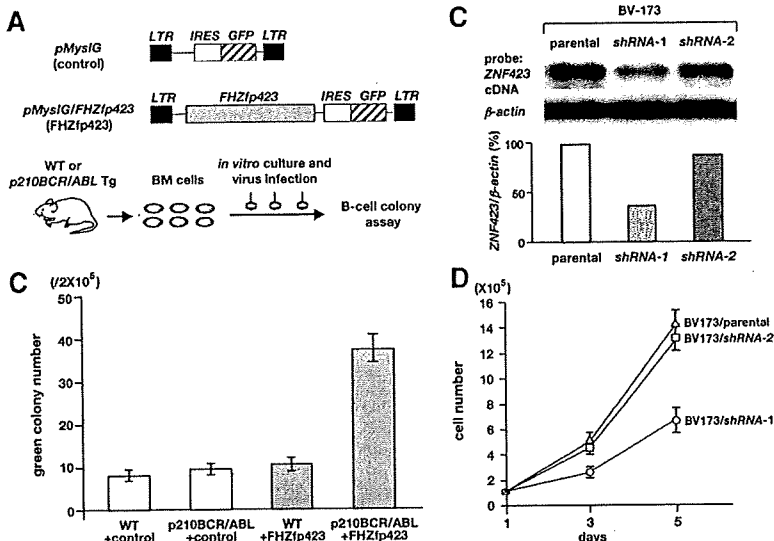 A
pMysIG
(control)
LTR IRES GFP LTR
pMysIG/FHZfp423
(FHZfp423)
LTR FHZfp423 IRES GFP LTR
WT or
p210BCR/ABL Tg
BM cells
in vitro culture and
virus infection
B-cell colony
assay
C
BV-173
parental shRNA-1 shRNA-2
probe:
ZNF423
cDNA
β-actin
ZNF423/β-actin (%)
100
50
0
parental shRNA-1 shRNA-2
C
(/2X10⁵)
green colony number
50
40
30
20
10
0
WT
+control
p210BCR/ABL
+control
WT
+FHZfp423
p210BCR/ABL
+FHZfp423
D
(X10⁵)
cell number
16
14
12
10
8
6
4
2
0
1 3 5
days
BV173/parental
BV173/shRNA-2
BV173/shRNA-1